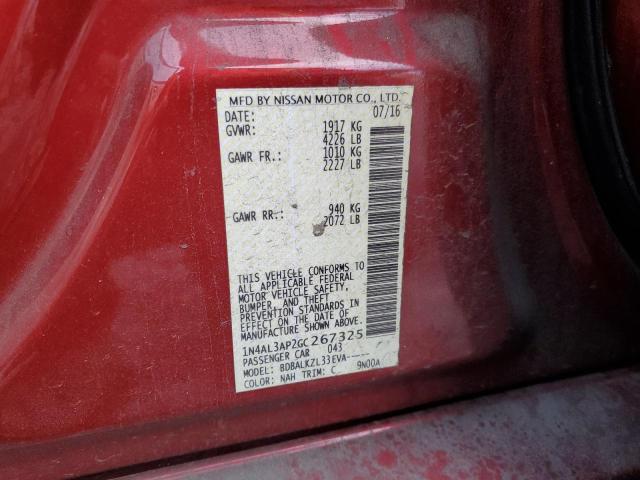 MFD BY NISSAN MOTOR CO., LTD.
DATE: 07/16
GVWR: 1917 KG
4226 LB
GAWR FR.: 1010 KG
2227 LB
GAWR RR.: 940 KG
2072 LB
THIS VEHICLE CONFORMS TO
ALL APPLICABLE FEDERAL
MOTOR VEHICLE SAFETY,
BUMPER, AND THEFT
PREVENTION STANDARDS IN
EFFECT ON THE DATE OF
MANUFACTURE SHOWN ABOVE.
1N4AL3AP2GC267325
PASSENGER CAR 043
MODEL: BDBALKZL33EVA-----
COLOR: NAH TRIM: C 9N00A